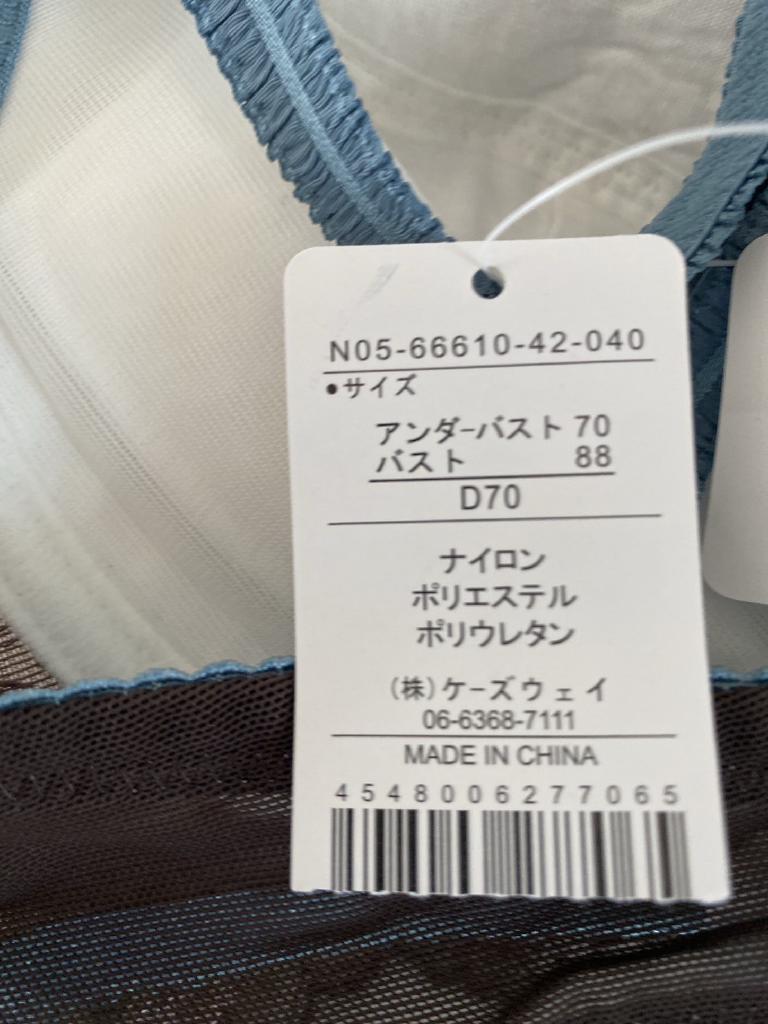 N05-66610-42-040
•サイズ
アンダーバスト 70
バスト 88
D70
ナイロン
ポリエステル
ポリウレタン
(株)ケーズウェイ
06-6368-7111
MADE IN CHINA
4548006277065